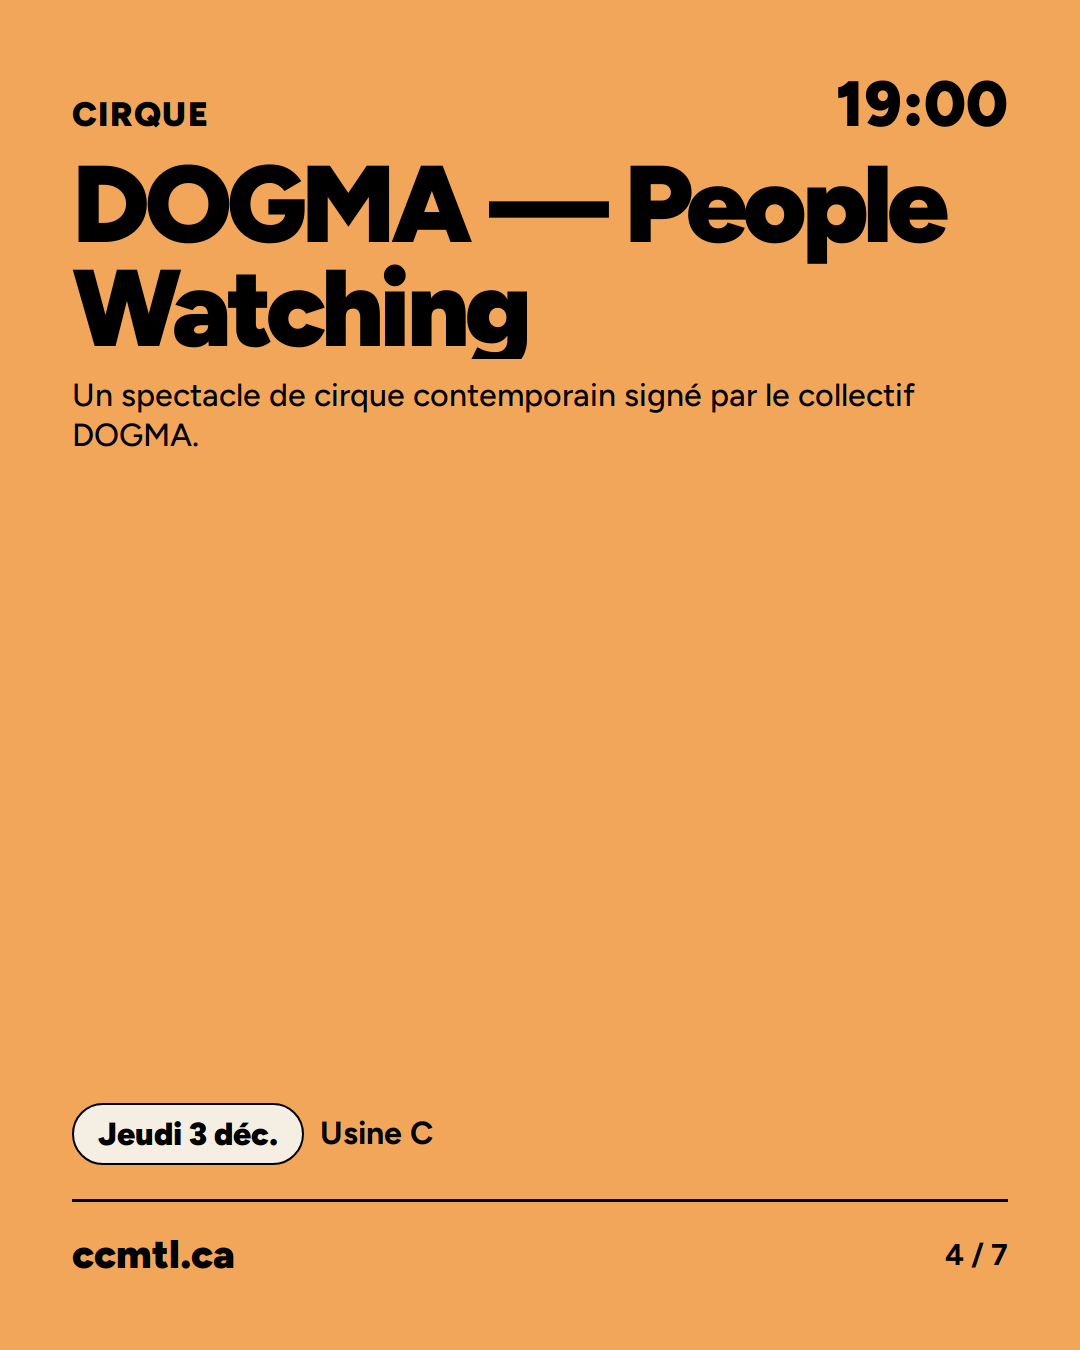 CIRQUE
19:00
DOGMA — People
Watching
Un spectacle de cirque contemporain signé par le collectif
DOGMA.
Jeudi 3 déc.
Usine C
ccmtl.ca
4 / 7